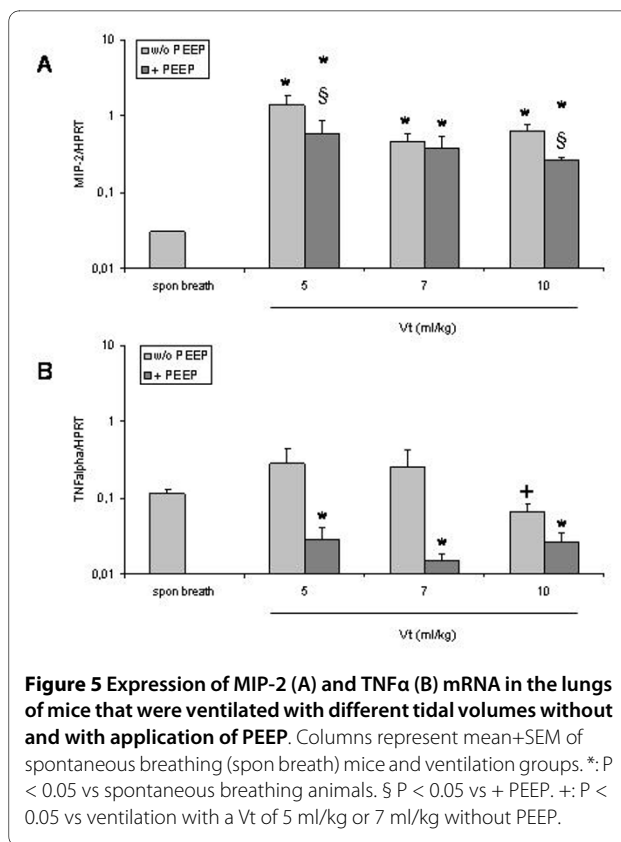 A
w/o PEEP
+ PEEP
MIP-2/HPRT
10
1
0,1
0,01
* * § * * * * §
spon breath 5 7 10
Vt (ml/kg)
B
w/o PEEP
+ PEEP
TNFalpha/HPRT
10
1
0,1
0,01
* * + *
spon breath 5 7 10
Vt (ml/kg)
Figure 5 Expression of MIP-2 (A) and TNFα (B) mRNA in the lungs
of mice that were ventilated with different tidal volumes without
and with application of PEEP. Columns represent mean+SEM of
spontaneous breathing (spon breath) mice and ventilation groups. *: P
< 0.05 vs spontaneous breathing animals. § P < 0.05 vs + PEEP. +: P <
0.05 vs ventilation with a Vt of 5 ml/kg or 7 ml/kg without PEEP.